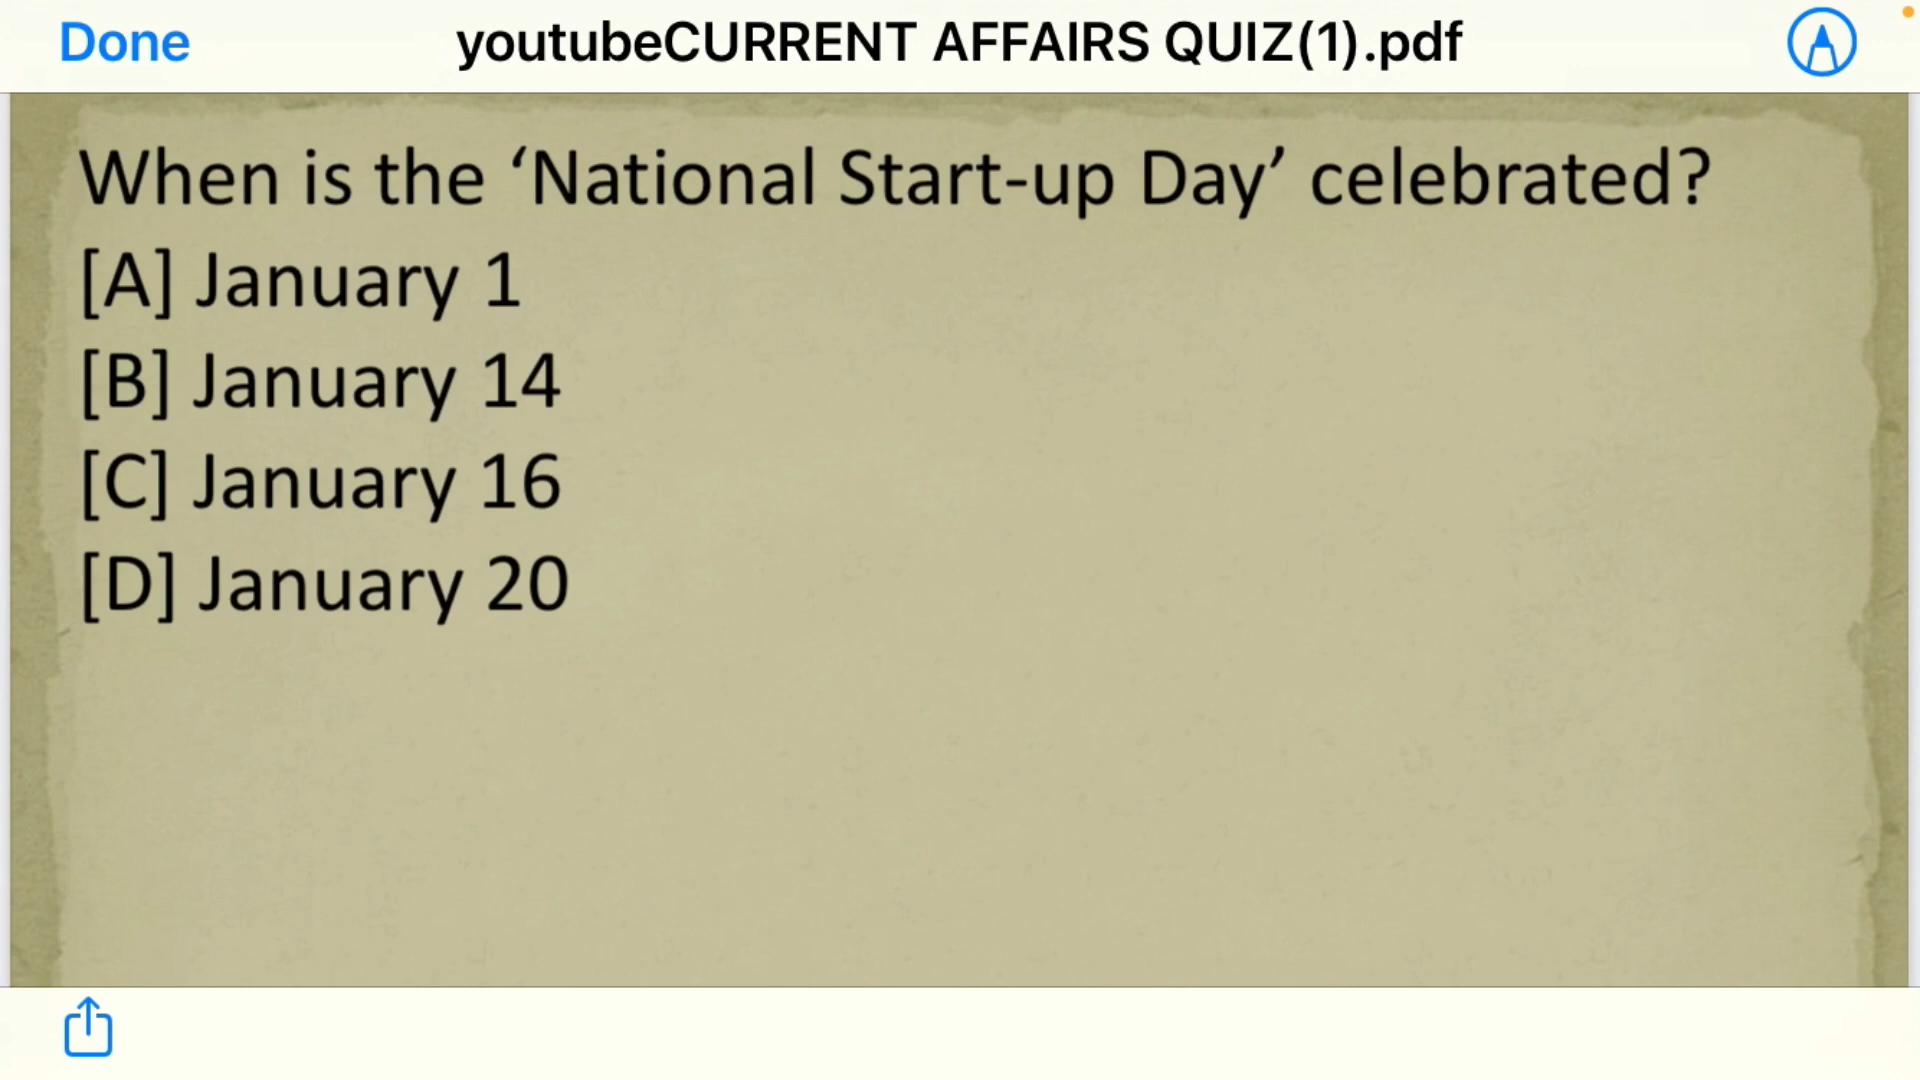 Done
youtubeCURRENT AFFAIRS QUIZ(1).pdf
When is the ‘National Start-up Day’ celebrated?
[A] January 1
[B] January 14
[C] January 16
[D] January 20